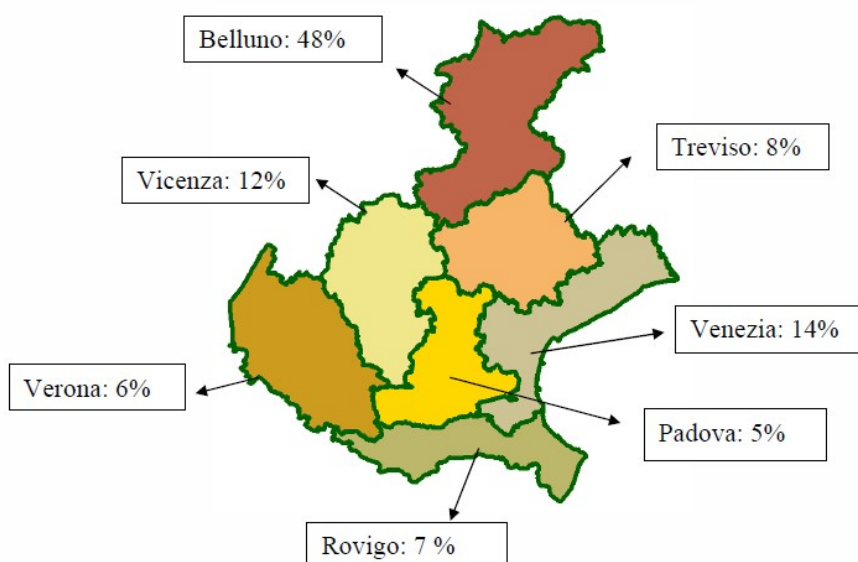 Belluno: 48%
Treviso: 8%
Vicenza: 12%
Venezia: 14%
Verona: 6%
Padova: 5%
Rovigo: 7 %